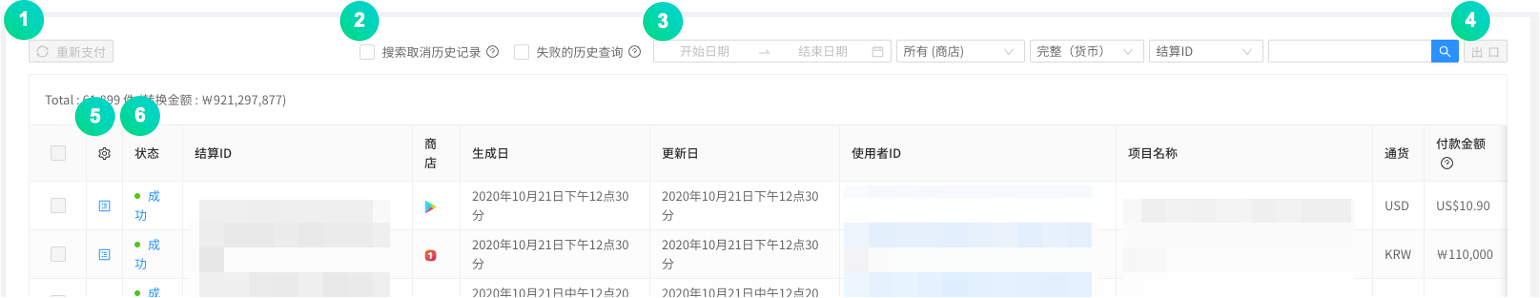 1 2 3 4
重新支付 搜索取消历史记录 失败的历史查询 开始日期 结束日期 所有 (商店) 完整（货币） 结算ID 出 口
Total : 件 转换金额 : ₩921,297,877)
5 6
状态 结算ID 商店 生成日 更新日 使用者ID 项目名称 通货 付款金额
成功 2020年10月21日下午12点30分 2020年10月21日下午12点30分 USD US$10.90
成功 2020年10月21日下午12点30分 2020年10月21日下午12点30分 KRW ₩110,000
成 2020年10月21日中午12点20 2020年10月21日中午12点20